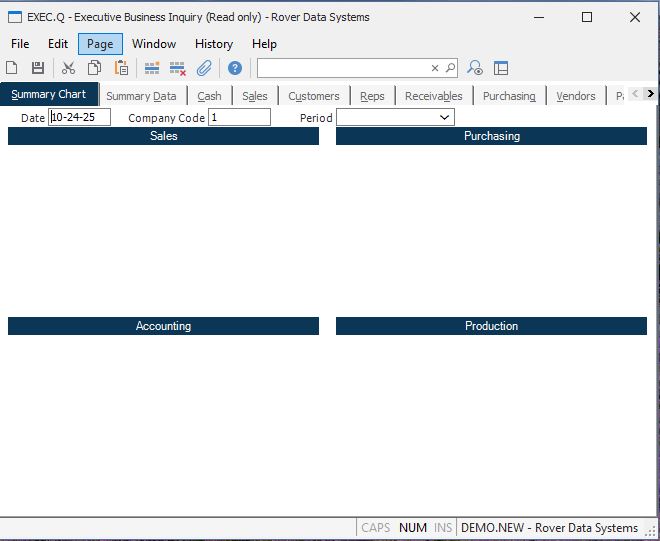 EXEC.Q - Executive Business Inquiry (Read only) - Rover Data Systems
File Edit Page Window History Help
Summary Chart Summary Data Cash Sales Customers Reps Receivables Purchasing Vendors
Date 10-24-25 Company Code 1 Period
Sales Purchasing
Accounting Production
CAPS NUM INS DEMO.NEW - Rover Data Systems